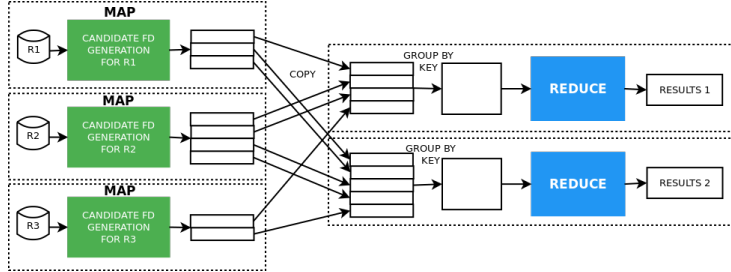 MAP
R1
CANDIDATE FD
GENERATION
FOR R1
MAP
R2
CANDIDATE FD
GENERATION
FOR R2
MAP
R3
CANDIDATE FD
GENERATION
FOR R3
COPY
GROUP BY
KEY
REDUCE
RESULTS 1
GROUP BY
KEY
REDUCE
RESULTS 2